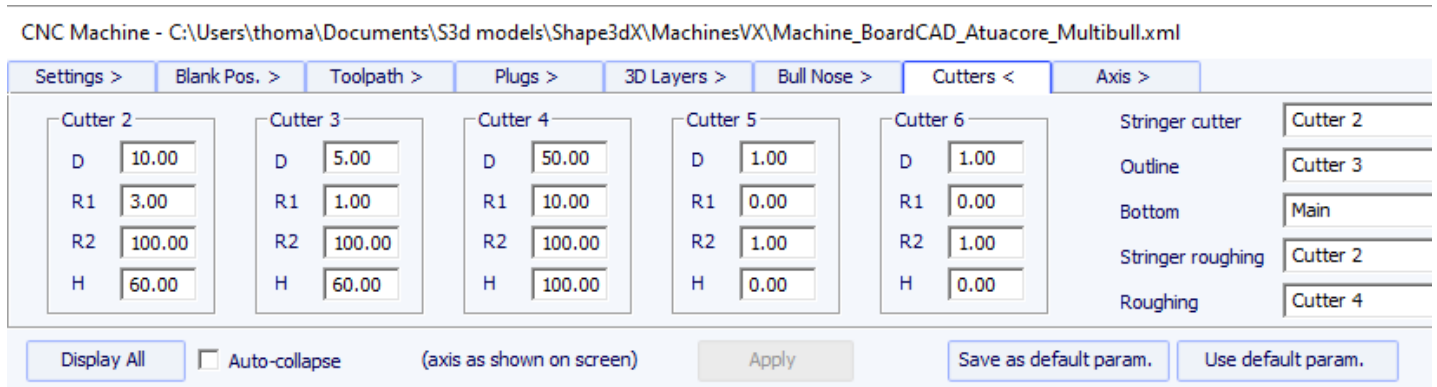 CNC Machine - C:\Users\thoma\Documents\S3d models\Shape3dX\MachinesVX\Machine_BoardCAD_Atuacore_Multibull.xml
Settings > Blank Pos. > Toolpath > Plugs > 3D Layers > Bull Nose > Cutters < Axis >
Cutter 2 Cutter 3 Cutter 4 Cutter 5 Cutter 6 Stringer cutter Cutter 2
D 10.00 D 5.00 D 50.00 D 1.00 D 1.00 Outline Cutter 3
R1 3.00 R1 1.00 R1 10.00 R1 0.00 R1 0.00 Bottom Main
R2 100.00 R2 100.00 R2 100.00 R2 1.00 R2 1.00 Stringer roughing Cutter 2
H 60.00 H 60.00 H 100.00 H 0.00 H 0.00 Roughing Cutter 4
Display All Auto-collapse (axis as shown on screen) Apply Save as default param. Use default param.